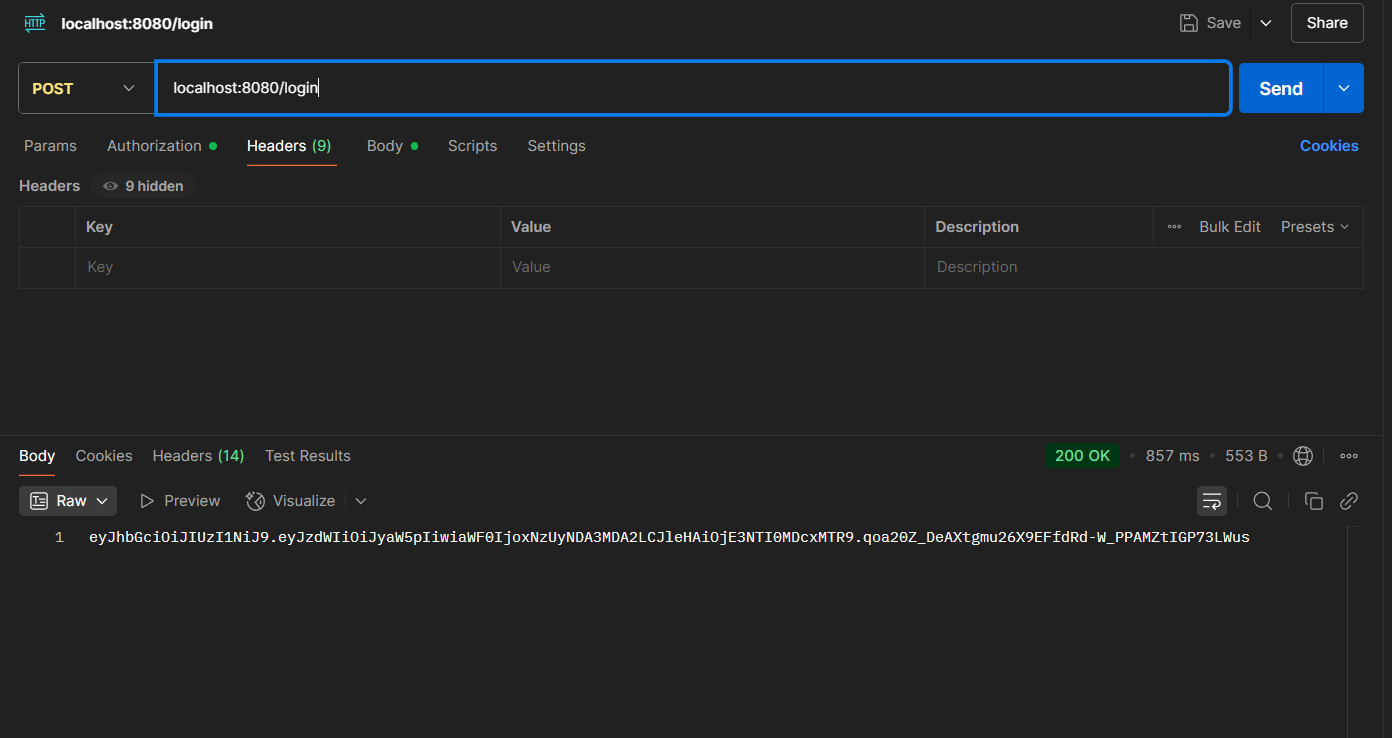 HTTP localhost:8080/login Save Share
POST localhost:8080/login Send
Params Authorization Headers (9) Body Scripts Settings Cookies
Headers 9 hidden
Key Value Description Bulk Edit Presets
Key Value Description
Body Cookies Headers (14) Test Results 200 OK • 857 ms • 553 B •
Raw Preview Visualize
1 eyJhbGciOiJIUzI1NiJ9.eyJzdWIiOiJyaW5pIiwiaWF0IjoxNzUyNDA3MDA2LCJleHAiOjE3NTI0MDcxMTR9.qoa20Z_DeAXtgmu26X9EFfdRd-W_PPAMZtIGP73LWus